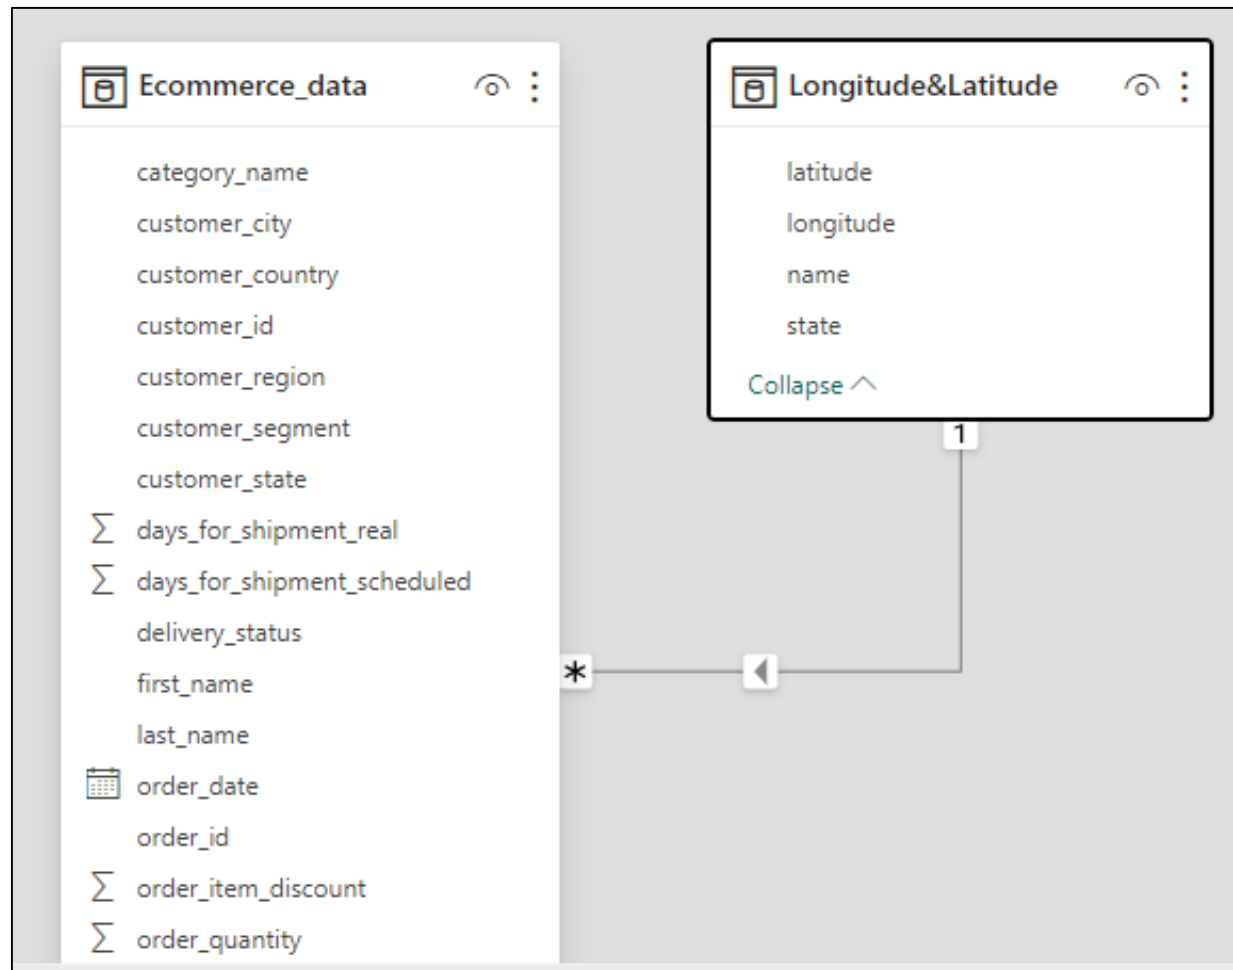 Ecommerce_data
category_name
customer_city
customer_country
customer_id
customer_region
customer_segment
customer_state
∑ days_for_shipment_real
∑ days_for_shipment_scheduled
delivery_status
first_name
last_name
order_date
order_id
∑ order_item_discount
∑ order_quantity
Longitude&Latitude
latitude
longitude
name
state
Collapse
1
*